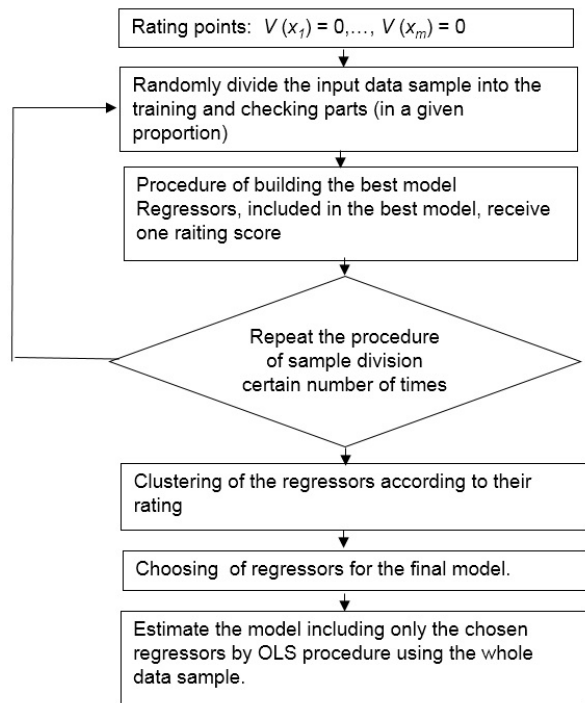 Rating points: V (x1) = 0,..., V (xm) = 0
Randomly divide the input data sample into the
training and checking parts (in a given
proportion)
Procedure of building the best model
Regressors, included in the best model, receive
one raiting score
Repeat the procedure
of sample division
certain number of times
Clustering of the regressors according to their
rating
Choosing of regressors for the final model.
Estimate the model including only the chosen
regressors by OLS procedure using the whole
data sample.